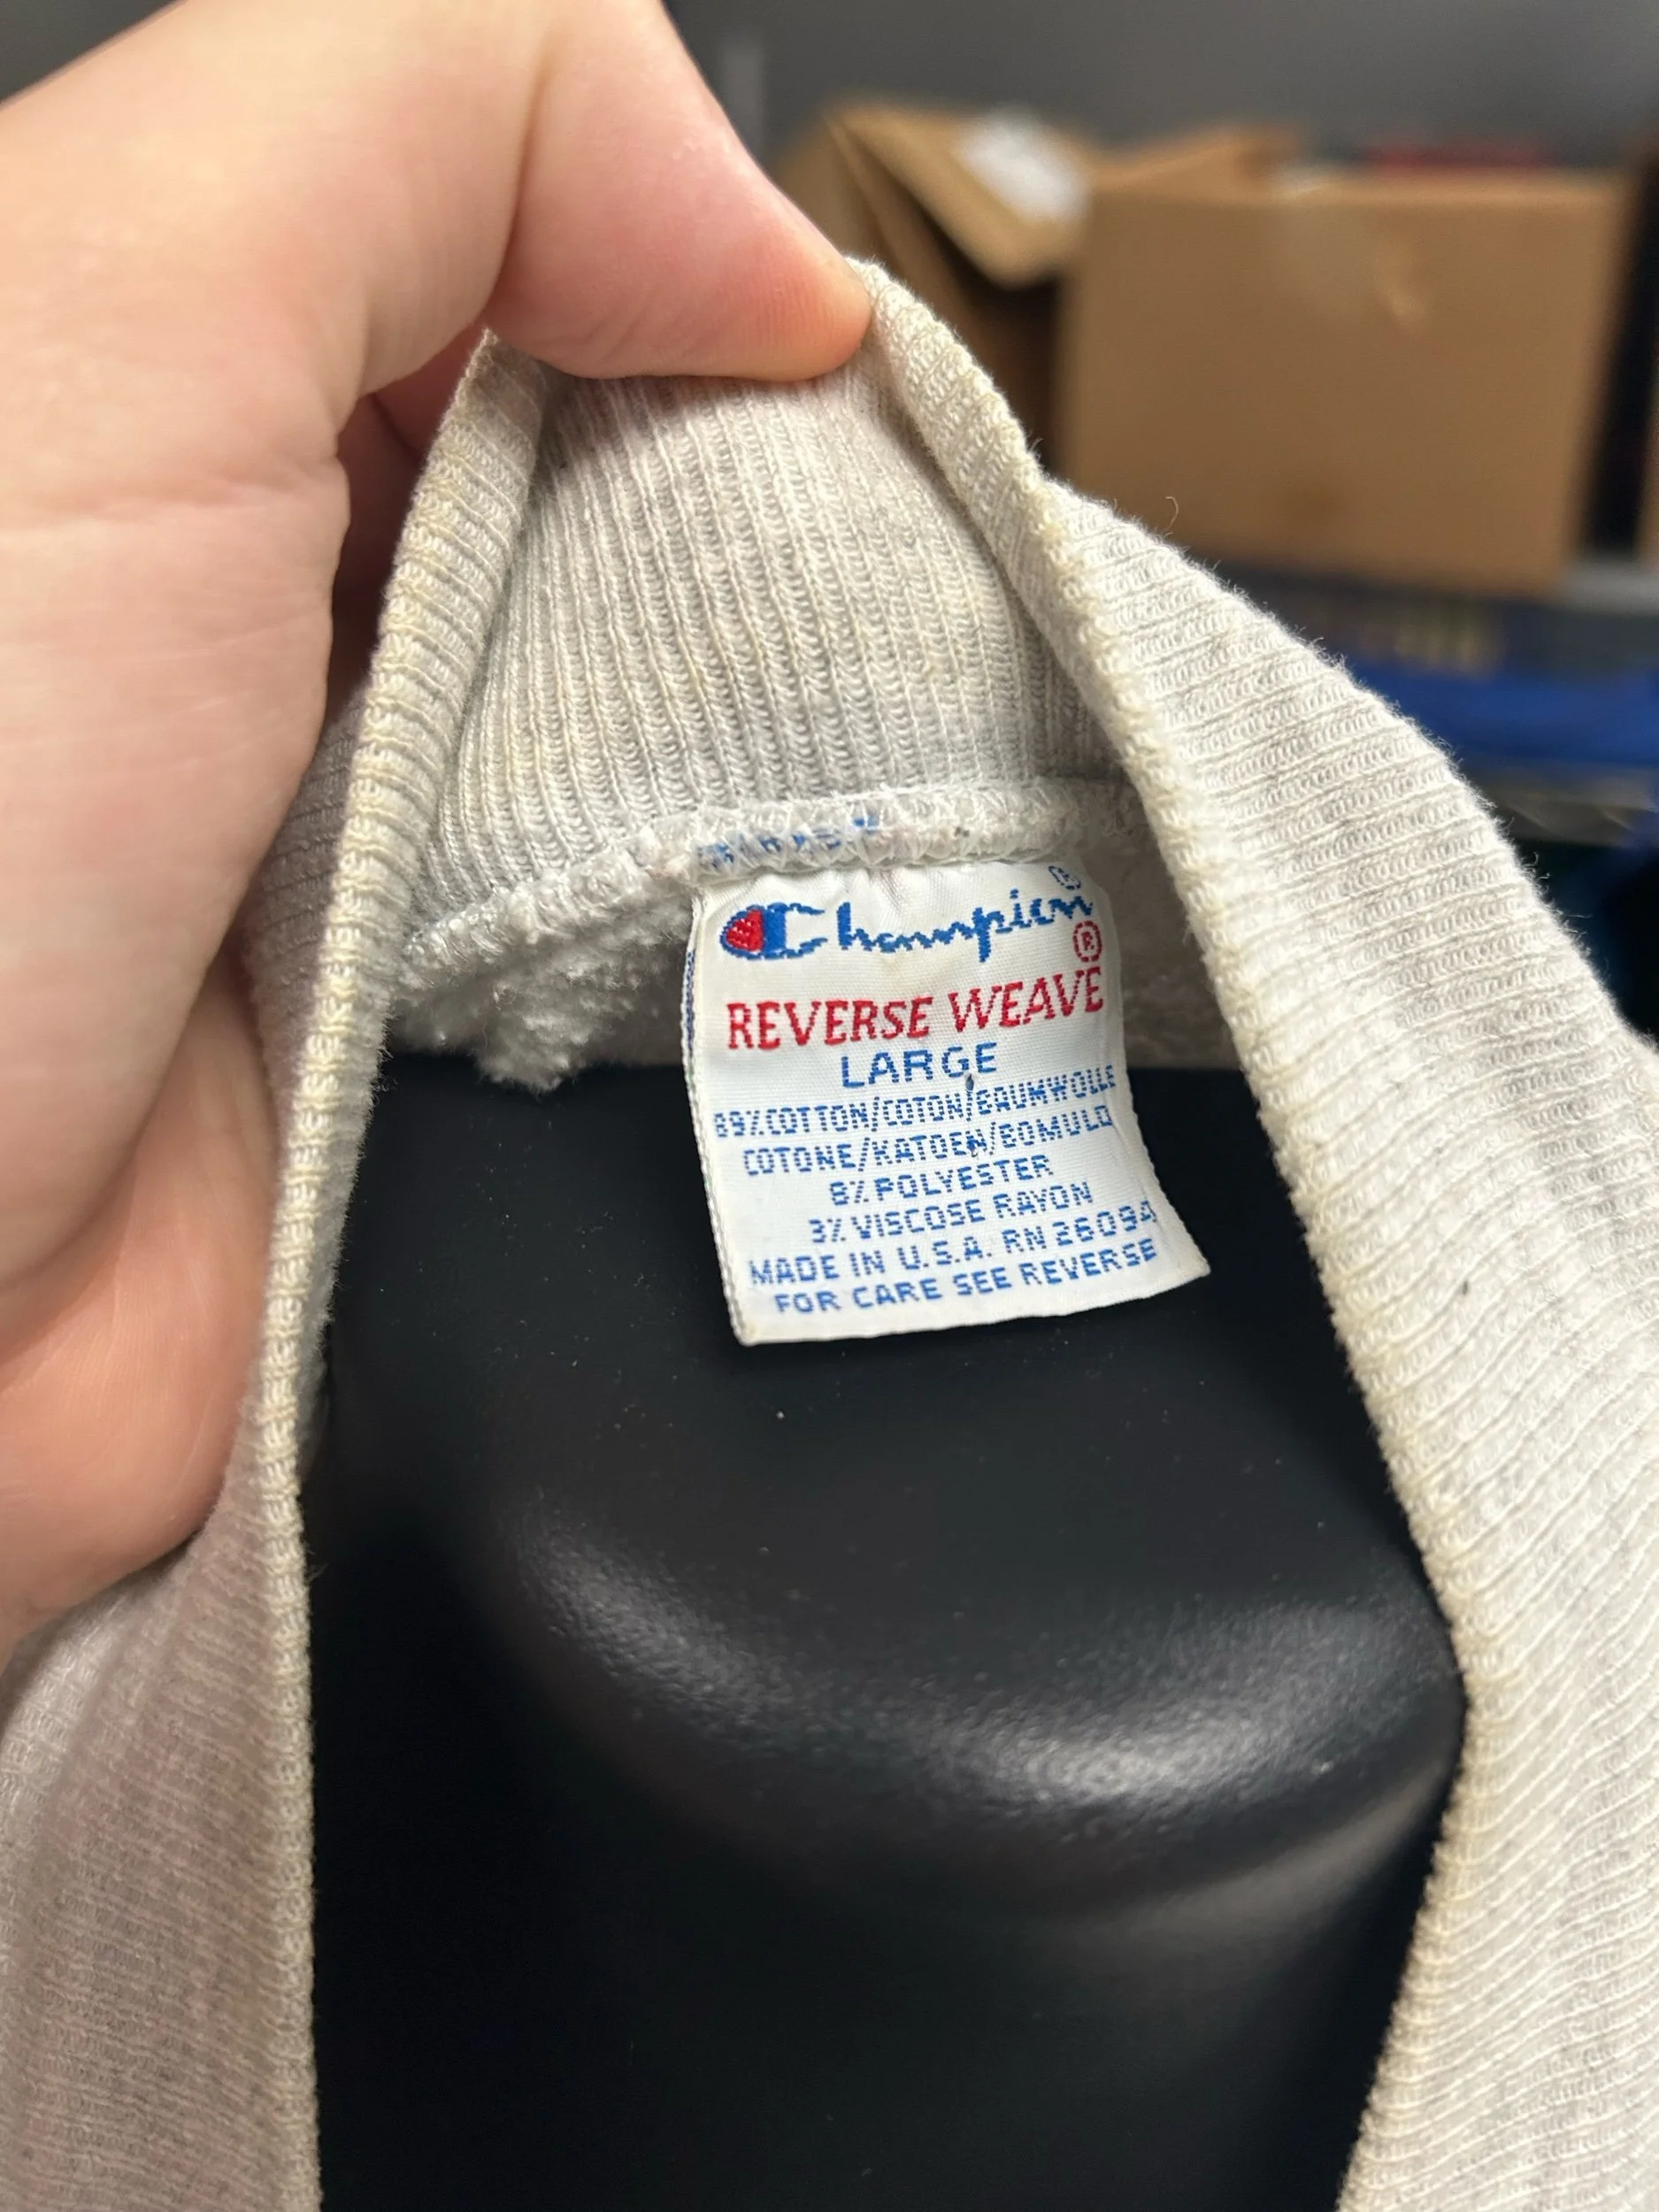 Champion®
REVERSE WEAVE®
LARGE
89% COTTON/COTON/BAUMWOLLE
COTONE/KATOEN/BOMULD
8% POLYESTER
3% VISCOSE RAYON
MADE IN U.S.A. RN 26094
FOR CARE SEE REVERSE